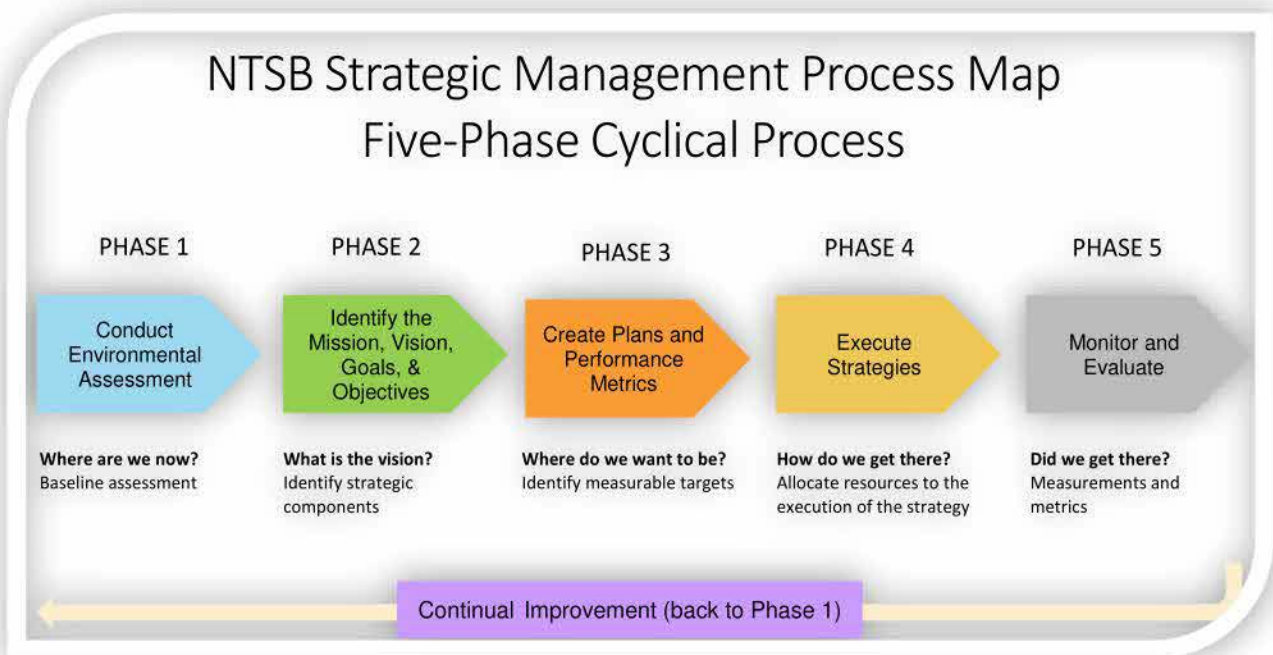 NTSB Strategic Management Process Map
Five-Phase Cyclical Process
PHASE 1
Conduct
Environmental
Assessment
Where are we now?
Baseline assessment
PHASE 2
Identify the
Mission, Vision,
Goals, &
Objectives
What is the vision?
Identify strategic
components
PHASE 3
Create Plans and
Performance
Metrics
Where do we want to be?
Identify measurable targets
PHASE 4
Execute
Strategies
How do we get there?
Allocate resources to the
execution of the strategy
PHASE 5
Monitor and
Evaluate
Did we get there?
Measurements and
metrics
Continual Improvement (back to Phase 1)